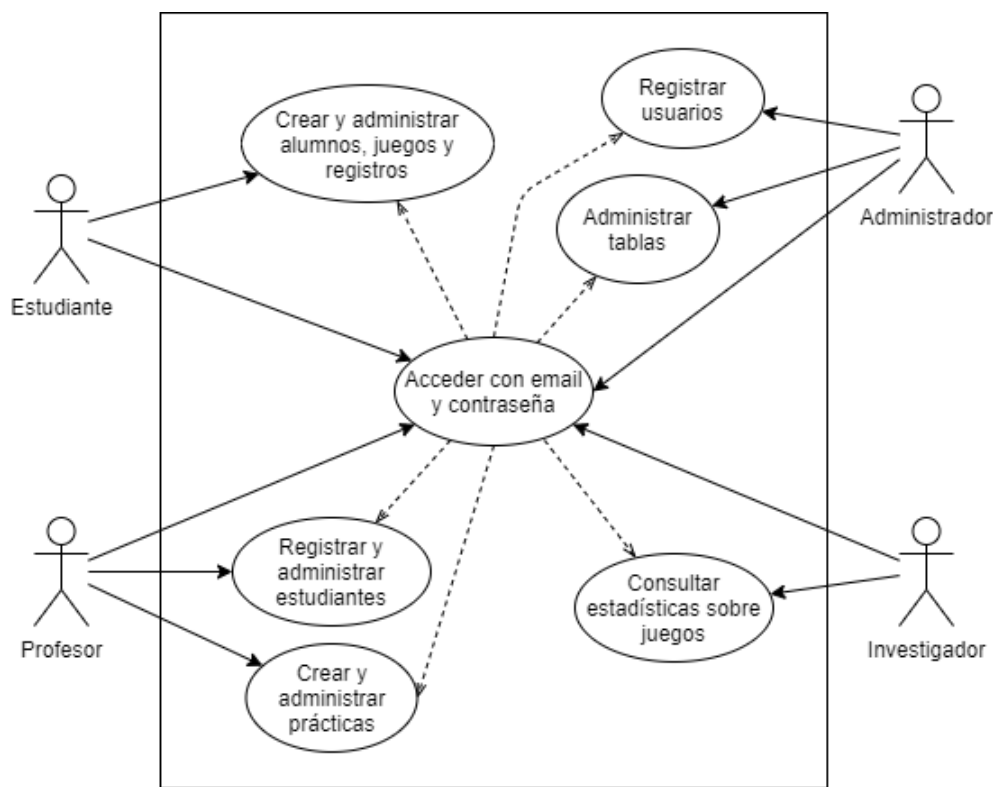 Registrar
usuarios
Crear y administrar
alumnos, juegos y
registros
Administrador
Administrar
tablas
Estudiante
Acceder con email
y contraseña
Registrar y
administrar
estudiantes
Consultar
estadísticas sobre
juegos
Profesor
Investigador
Crear y
administrar
prácticas